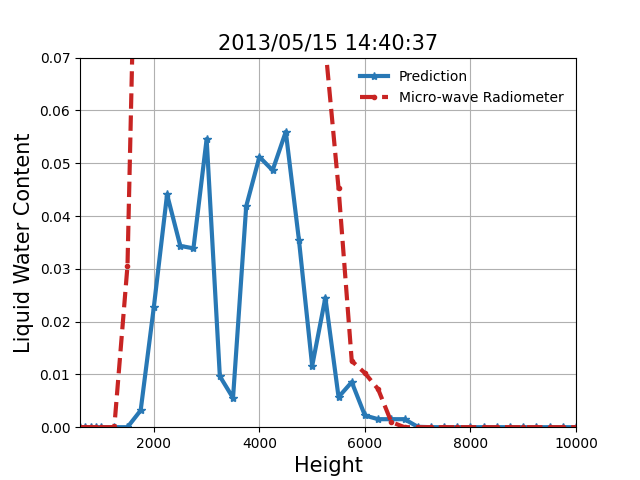 2013/05/15 14:40:37
0.07
0.06
0.05
0.04
0.03
0.02
0.01
0.00
Liquid Water Content
Prediction
Micro-wave Radiometer
2000 4000 6000 8000 10000
Height